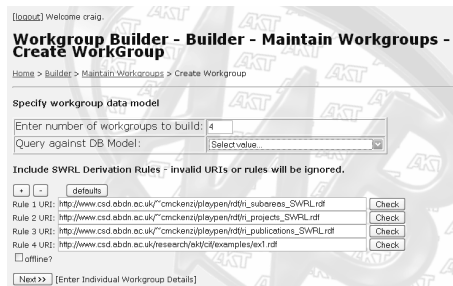 [logout] Welcome craig.
Workgroup Builder - Builder - Maintain Workgroups -
Create WorkGroup
Home > Builder > Maintain Workgroups > Create Workgroup
Specify workgroup data model
Enter number of workgroups to build: 4
Query against DB Model: Select value...
Include SWRL Derivation Rules - invalid URIs or rules will be ignored.
+ - defaults
Rule 1 URI: http://www.csd.abdn.ac.uk/~cmckenzi/playpen/rdf/ri_subareas_SWRL.rdf Check
Rule 2 URI: http://www.csd.abdn.ac.uk/~cmckenzi/playpen/rdf/ri_projects_SWRL.rdf Check
Rule 3 URI: http://www.csd.abdn.ac.uk/~cmckenzi/playpen/rdf/ri_publications_SWRL.rdf Check
Rule 4 URI: http://www.csd.abdn.ac.uk/research/akt/cif/examples/ex1.rdf Check
offline?
Next >> [Enter Individual Workgroup Details]
AKT